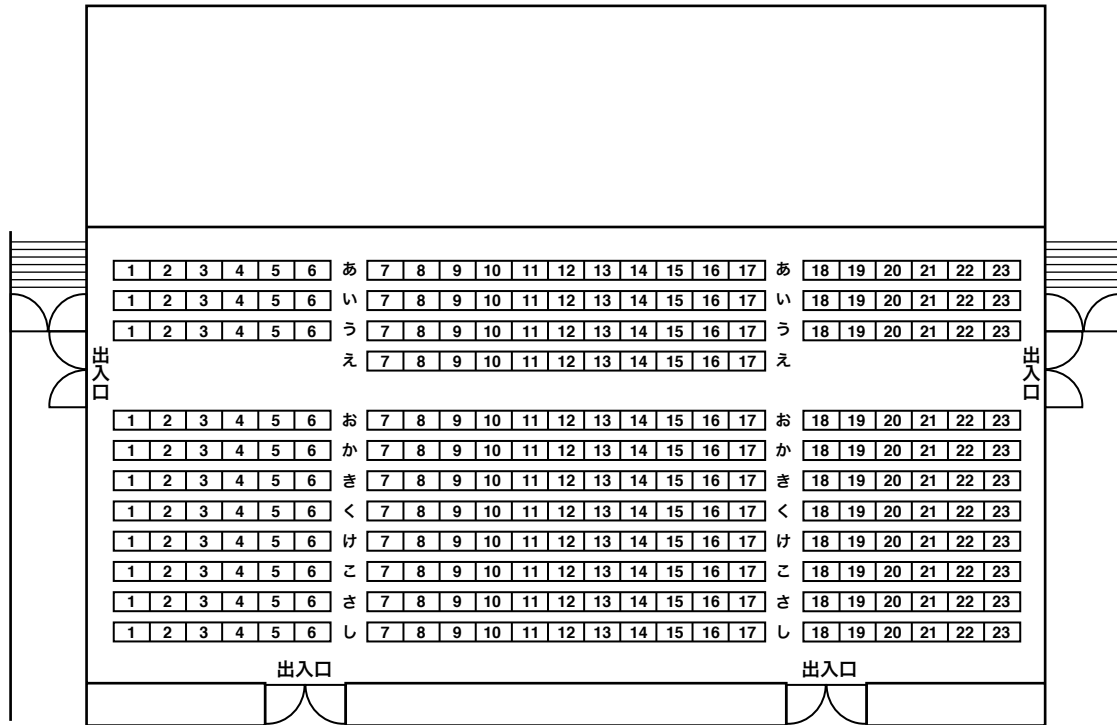 1 2 3 4 5 6 あ 7 8 9 10 11 12 13 14 15 16 17 あ 18 19 20 21 22 23
1 2 3 4 5 6 い 7 8 9 10 11 12 13 14 15 16 17 い 18 19 20 21 22 23
1 2 3 4 5 6 う 7 8 9 10 11 12 13 14 15 16 17 う 18 19 20 21 22 23
え 7 8 9 10 11 12 13 14 15 16 17 え
出入口
出入口
1 2 3 4 5 6 お 7 8 9 10 11 12 13 14 15 16 17 お 18 19 20 21 22 23
1 2 3 4 5 6 か 7 8 9 10 11 12 13 14 15 16 17 か 18 19 20 21 22 23
1 2 3 4 5 6 き 7 8 9 10 11 12 13 14 15 16 17 き 18 19 20 21 22 23
1 2 3 4 5 6 く 7 8 9 10 11 12 13 14 15 16 17 く 18 19 20 21 22 23
1 2 3 4 5 6 け 7 8 9 10 11 12 13 14 15 16 17 け 18 19 20 21 22 23
1 2 3 4 5 6 こ 7 8 9 10 11 12 13 14 15 16 17 こ 18 19 20 21 22 23
1 2 3 4 5 6 さ 7 8 9 10 11 12 13 14 15 16 17 さ 18 19 20 21 22 23
1 2 3 4 5 6 し 7 8 9 10 11 12 13 14 15 16 17 し 18 19 20 21 22 23
出入口 出入口